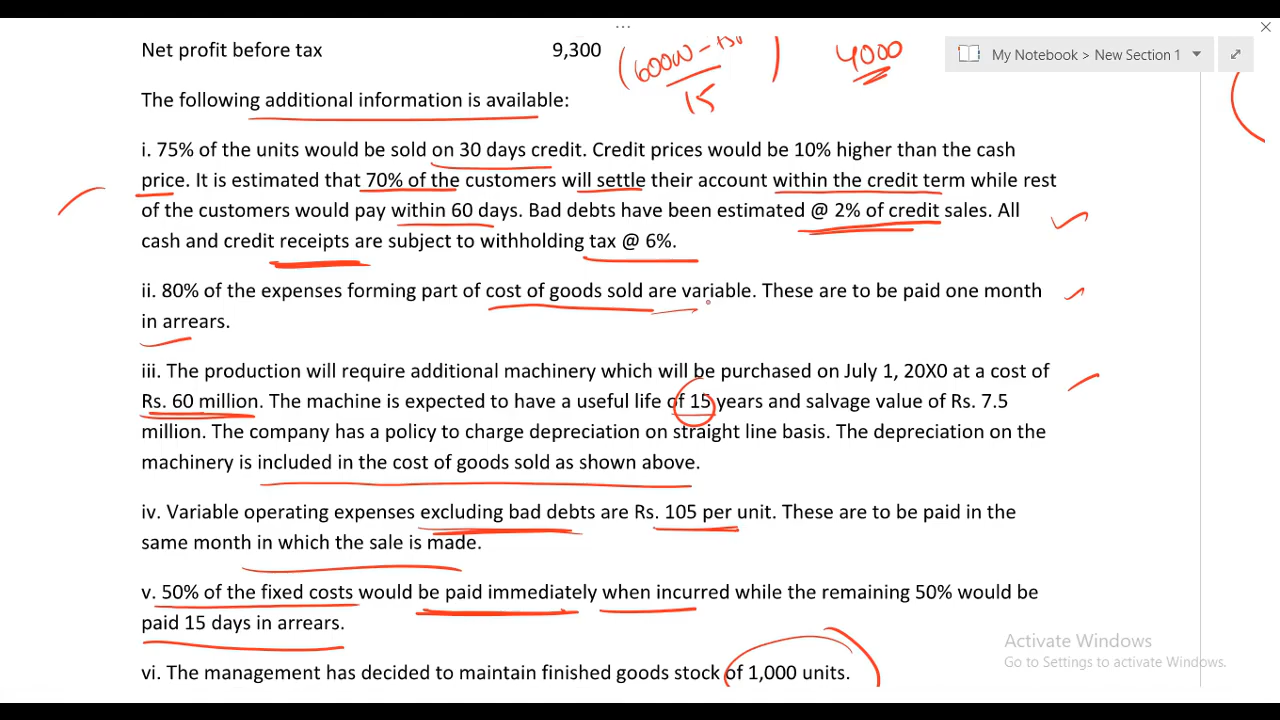 Net profit before tax 9,300
4000
15
My Notebook > New Section 1
The following additional information is available:
i. 75% of the units would be sold on 30 days credit. Credit prices would be 10% higher than the cash
price. It is estimated that 70% of the customers will settle their account within the credit term while rest
of the customers would pay within 60 days. Bad debts have been estimated @ 2% of credit sales. All
cash and credit receipts are subject to withholding tax @ 6%.
ii. 80% of the expenses forming part of cost of goods sold are variable. These are to be paid one month
in arrears.
iii. The production will require additional machinery which will be purchased on July 1, 20X0 at a cost of
Rs. 60 million. The machine is expected to have a useful life of 15 years and salvage value of Rs. 7.5
million. The company has a policy to charge depreciation on straight line basis. The depreciation on the
machinery is included in the cost of goods sold as shown above.
iv. Variable operating expenses excluding bad debts are Rs. 105 per unit. These are to be paid in the
same month in which the sale is made.
v. 50% of the fixed costs would be paid immediately when incurred while the remaining 50% would be
paid 15 days in arrears.
Activate Windows
Go to Settings to activate Windows.
vi. The management has decided to maintain finished goods stock of 1,000 units.